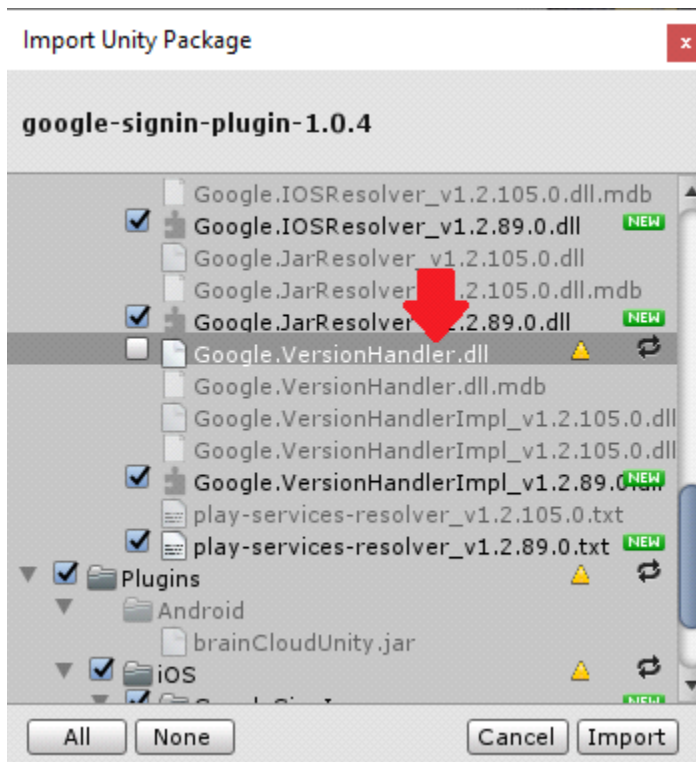 Import Unity Package
x
google-signin-plugin-1.0.4
Google.IOSResolver_v1.2.105.0.dll.mdb
Google.IOSResolver_v1.2.89.0.dll NEW
Google.JarResolver_v1.2.105.0.dll
Google.JarResolver .2.105.0.dll.mdb
Google.JarResolver .2.89.0.dll NEW
Google.VersionHandler.dll
Google.VersionHandler.dll.mdb
Google.VersionHandlerImpl_v1.2.105.0.dll
Google.VersionHandlerImpl_v1.2.105.0.dll
Google.VersionHandlerImpl_v1.2.89.0.dll NEW
play-services-resolver_v1.2.105.0.txt
play-services-resolver_v1.2.89.0.txt NEW
Plugins
Android
brainCloudUnity.jar
iOS
All None Cancel Import